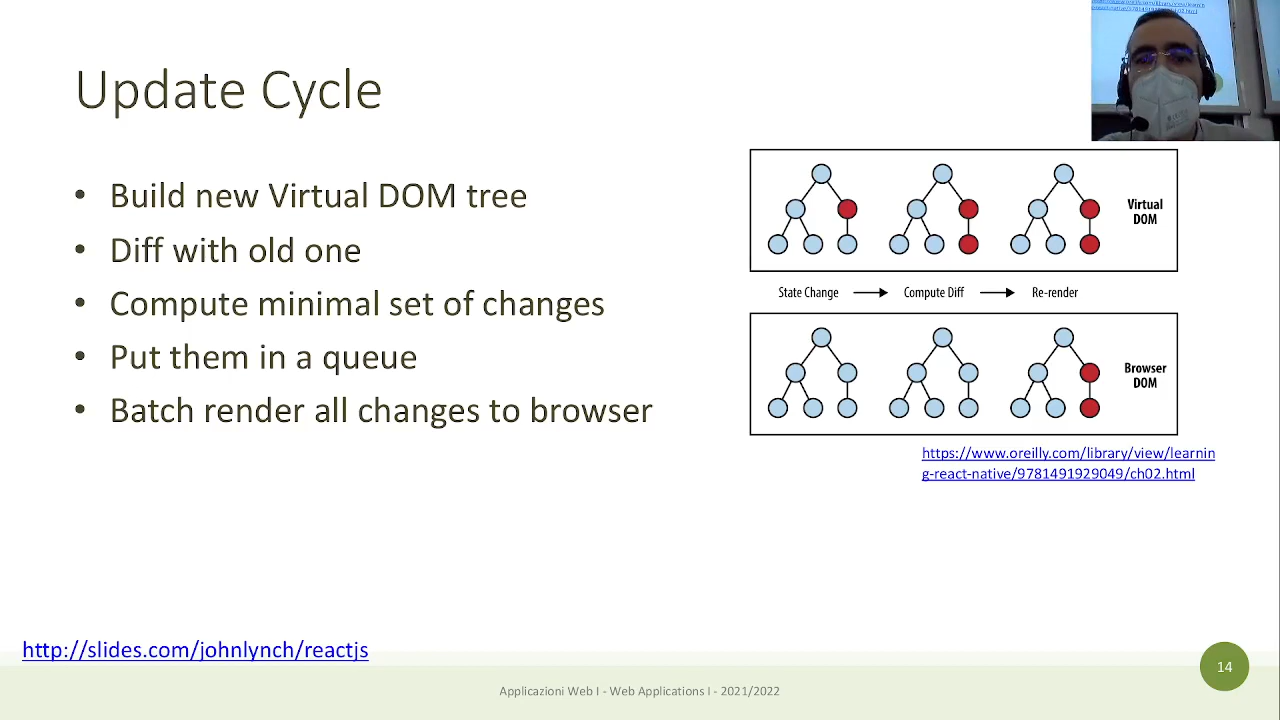 Update Cycle
• Build new Virtual DOM tree
• Diff with old one
• Compute minimal set of changes
• Put them in a queue
• Batch render all changes to browser
Virtual
DOM
State Change
Compute Diff
Re-render
Browser
DOM
https://www.oreilly.com/library/view/learnin
g-react-native/9781491929049/ch02.html
http://slides.com/johnlynch/reactjs
Applicazioni Web I - Web Applications I - 2021/2022
14